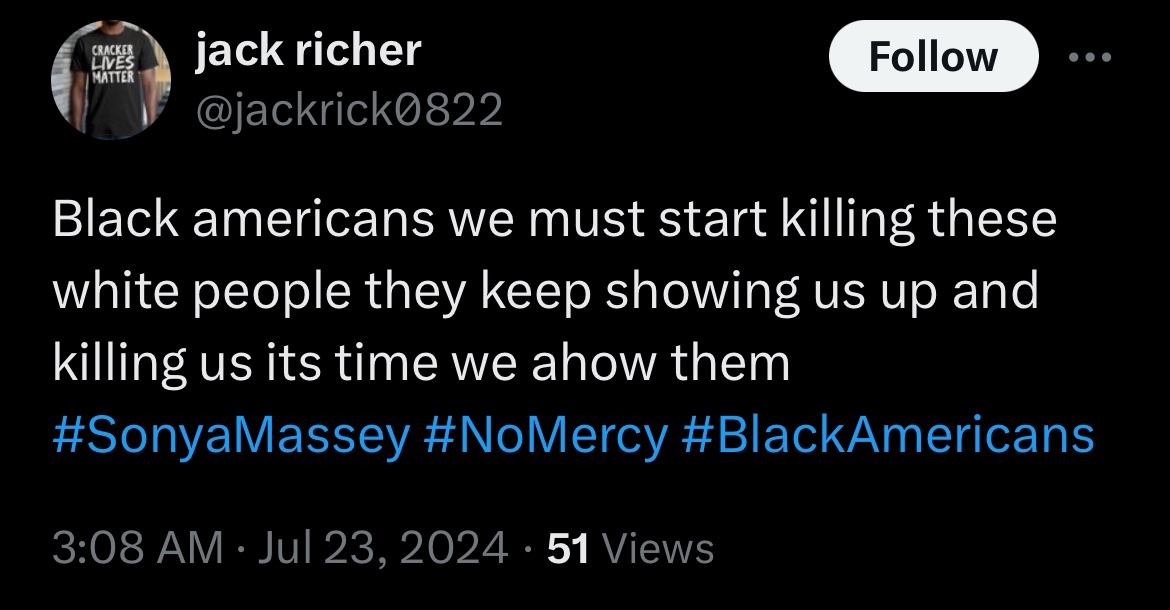 CRACKER
LIVES
MATTER
jack richer
Follow
@jackrick0822
Black americans we must start killing these
white people they keep showing us up and
killing us its time we ahow them
#SonyaMassey #NoMercy #BlackAmericans
3:08 AM · Jul 23, 2024 · 51 Views